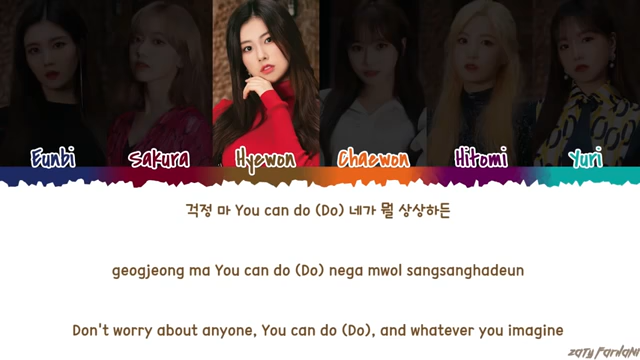 Eunbi
Sakura
Hyewon
Chaewon
Hitomi
Yuri
걱정 마 You can do (Do) 네가 뭘 상상하든
geogjeong ma You can do (Do) nega mwol sangsanghadeun
Don't worry about anyone, You can do (Do), and whatever you imagine
ZATY FARHANI